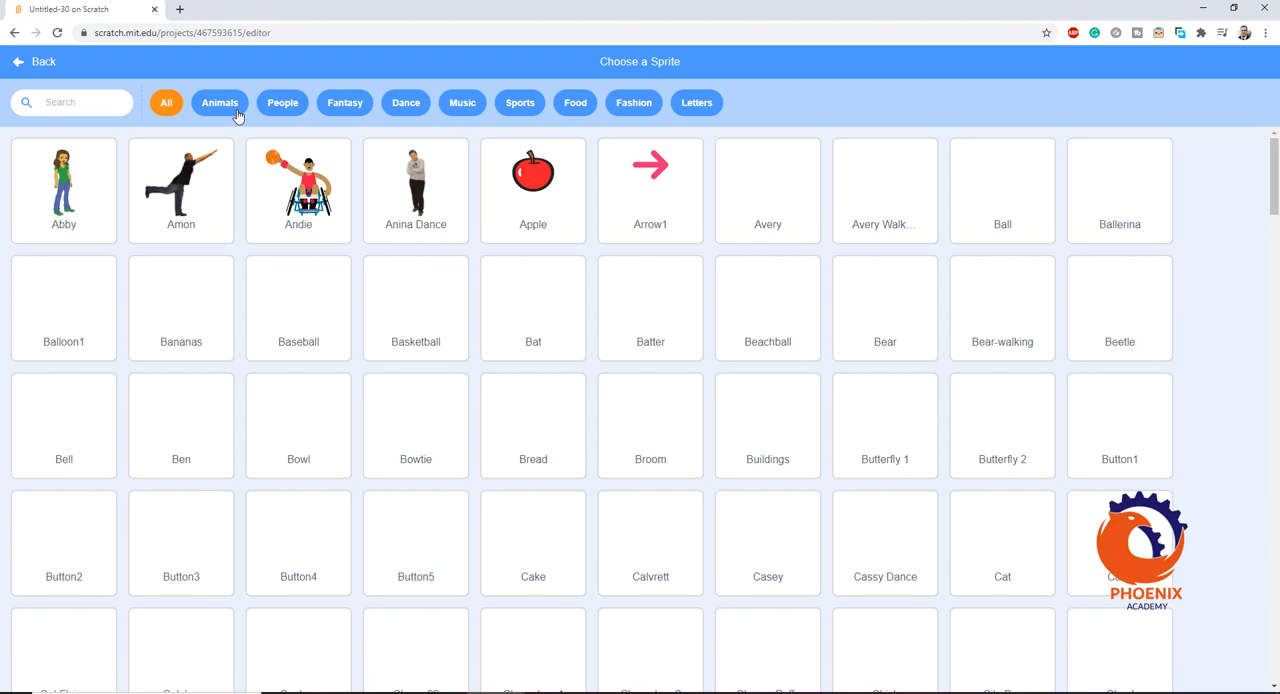 Untitled-30 on Scratch
scratch.mit.edu/projects/467593615/editor
Back
Choose a Sprite
Search
All
Animals
People
Fantasy
Dance
Music
Sports
Food
Fashion
Letters
Abby
Amon
Andie
Anina Dance
Apple
Arrow1
Avery
Avery Walk...
Ball
Ballerina
Balloon1
Bananas
Baseball
Basketball
Bat
Batter
Beachball
Bear
Bear-walking
Beetle
Bell
Ben
Bowl
Bowtie
Bread
Broom
Buildings
Butterfly 1
Butterfly 2
Button1
Button2
Button3
Button4
Button5
Cake
Calvrett
Casey
Cassy Dance
Cat
PHOENIX
ACADEMY